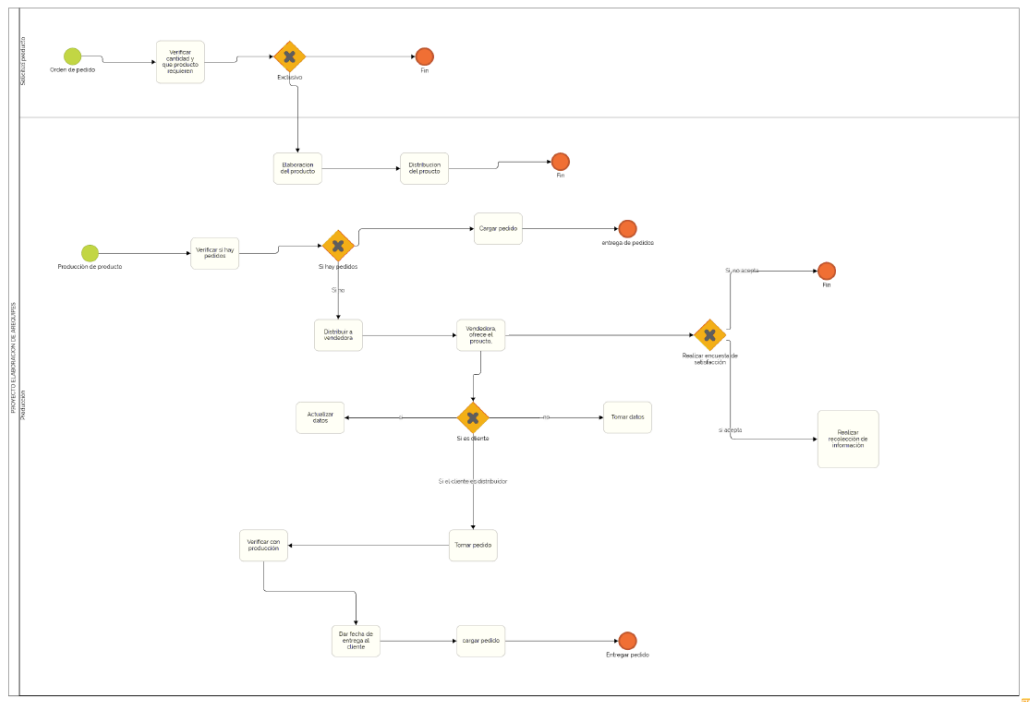 PROYECTO ELABORACION DE AREQUIPES
Solicitud producto
Orden de pedido
Verificar
cantidad y
que producto
requieren
Exclusivo
Fin
Producción
Elaboracion
del producto
Distribucion
del proucto
Fin
Producción de producto
Verificar si hay
pedidos
Si hay pedidos
Cargar pedido
entrega de pedidos
Si no
Distribuir a
vendedora
Vendedora,
ofrece el
proucto,
Realizar encuesta de
satisfacción
Si, no acepta
Fin
si acepta
Realizar
recolección de
información
Si es cliente
Actualizar
datos
no
Tomar datos
Si el cliente es distribuidor
Tomar pedido
Verificar con
producción
Dar fecha de
entrega al
cliente
cargar pedido
Entregar pedido